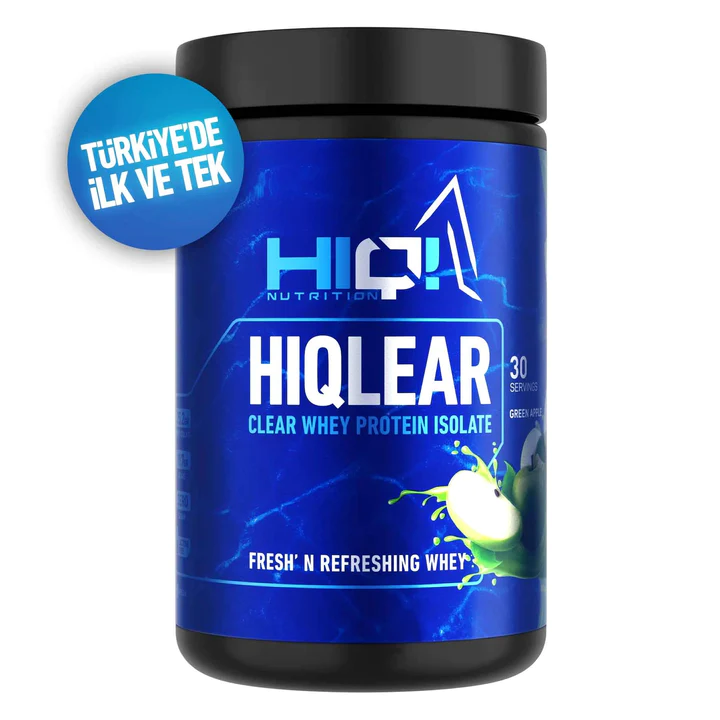 TÜRKİYE'DE
İLK VE TEK
HIQ!
NUTRITION
HIQLEAR
CLEAR WHEY PROTEIN ISOLATE
30
SERVINGS
GREEN APPLE
FRESH' N REFRESHING WHEY